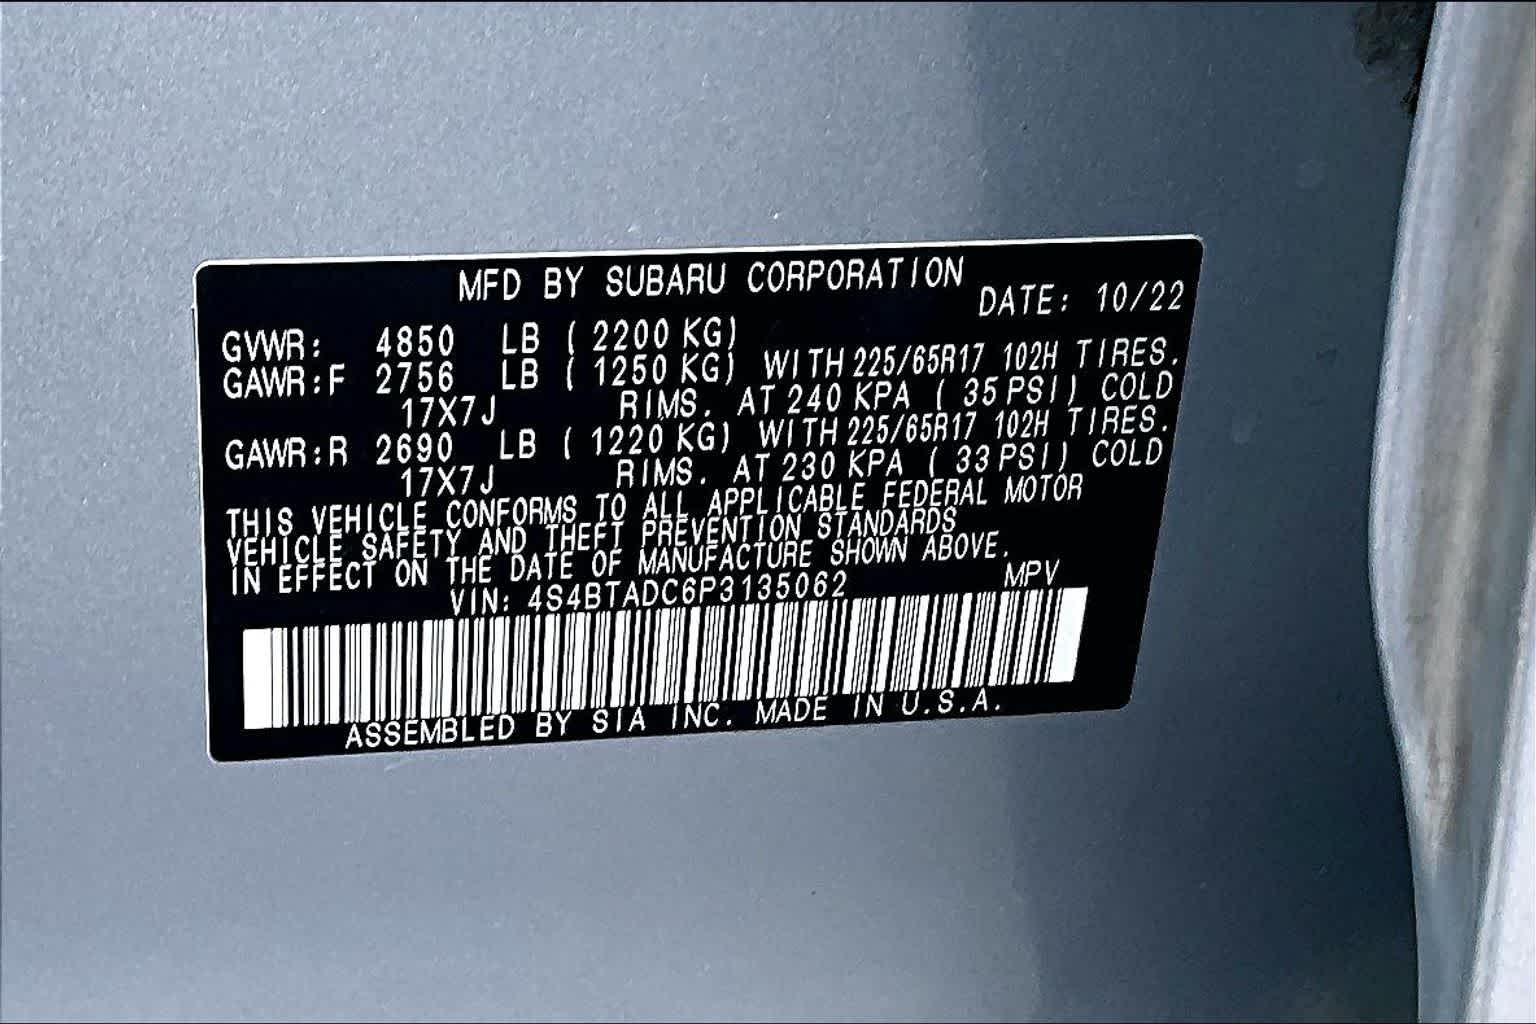 MFD BY SUBARU CORPORATION
DATE: 10/22
GVWR: 4850 LB ( 2200 KG)
GAWR:F 2756 LB ( 1250 KG) WITH 225/65R17 102H TIRES.
17X7J RIMS. AT 240 KPA ( 35 PSI) COLD
GAWR:R 2690 LB ( 1220 KG) WITH 225/65R17 102H TIRES.
17X7J RIMS. AT 230 KPA ( 33 PSI) COLD
THIS VEHICLE CONFORMS TO ALL APPLICABLE FEDERAL MOTOR
VEHICLE SAFETY AND THEFT PREVENTION STANDARDS
IN EFFECT ON THE DATE OF MANUFACTURE SHOWN ABOVE.
VIN: 4S4BTADC6P3135062 MPV
ASSEMBLED BY SIA INC. MADE IN U.S.A.